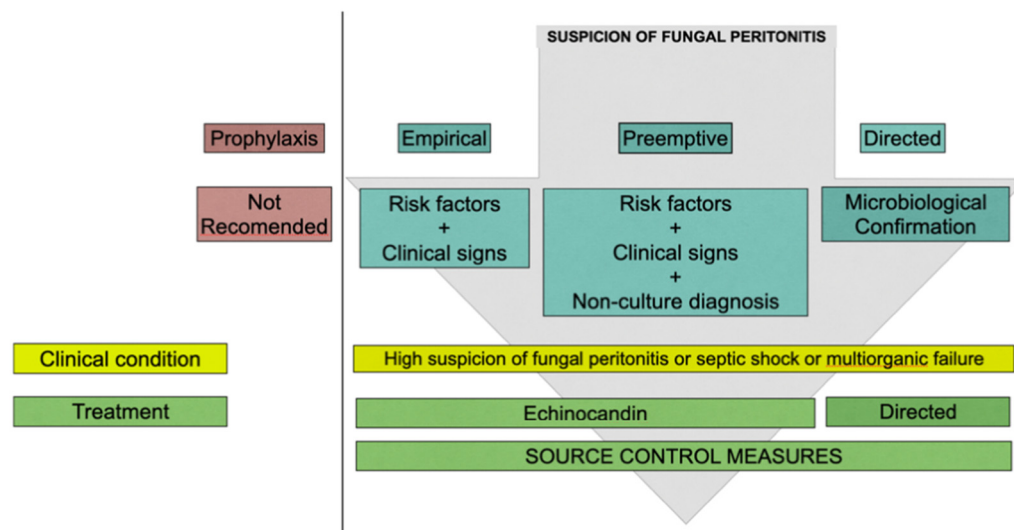 SUSPICION OF FUNGAL PERITONITIS
Prophylaxis
Empirical
Preemptive
Directed
Not
Recomended
Risk factors
+
Clinical signs
Risk factors
+
Clinical signs
+
Non-culture diagnosis
Microbiological
Confirmation
Clinical condition
High suspicion of fungal peritonitis or septic shock or multiorganic failure
Treatment
Echinocandin
Directed
SOURCE CONTROL MEASURES